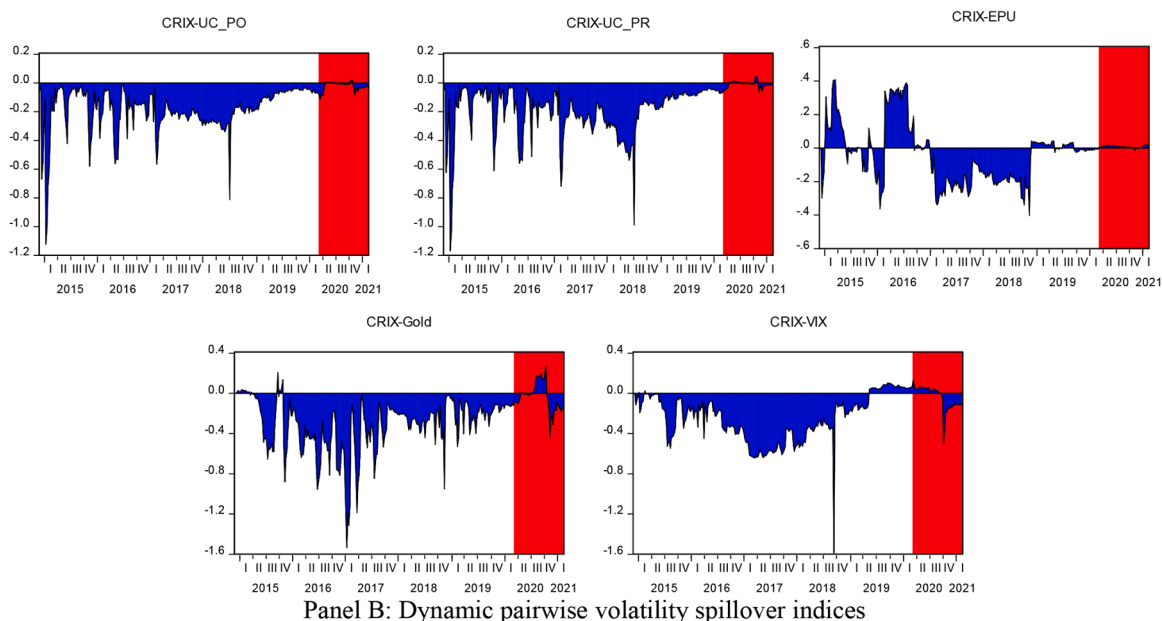 CRIX-UC_PO
0.2
0.0
-0.2
-0.4
-0.6
-0.8
-1.0
-1.2
I II III IV I II III IV I II III IV I II III IV I II III IV I II III IV I
2015 2016 2017 2018 2019 2020 2021
CRIX-UC_PR
0.2
0.0
-0.2
-0.4
-0.6
-0.8
-1.0
-1.2
I II III IV I II III IV I II III IV I II III IV I II III IV I II III IV I
2015 2016 2017 2018 2019 2020 2021
CRIX-EPU
.6
.4
.2
.0
-.2
-.4
-.6
I II III IV I II III IV I II III IV I II III IV I II III IV I II III IV I
2015 2016 2017 2018 2019 2020 2021
CRIX-Gold
0.4
0.0
-0.4
-0.8
-1.2
-1.6
I II III IV I II III IV I II III IV I II III IV I II III IV I II III IV I
2015 2016 2017 2018 2019 2020 2021
CRIX-VIX
0.4
0.0
-0.4
-0.8
-1.2
-1.6
I II III IV I II III IV I II III IV I II III IV I II III IV I II III IV I
2015 2016 2017 2018 2019 2020 2021
Panel B: Dynamic pairwise volatility spillover indices